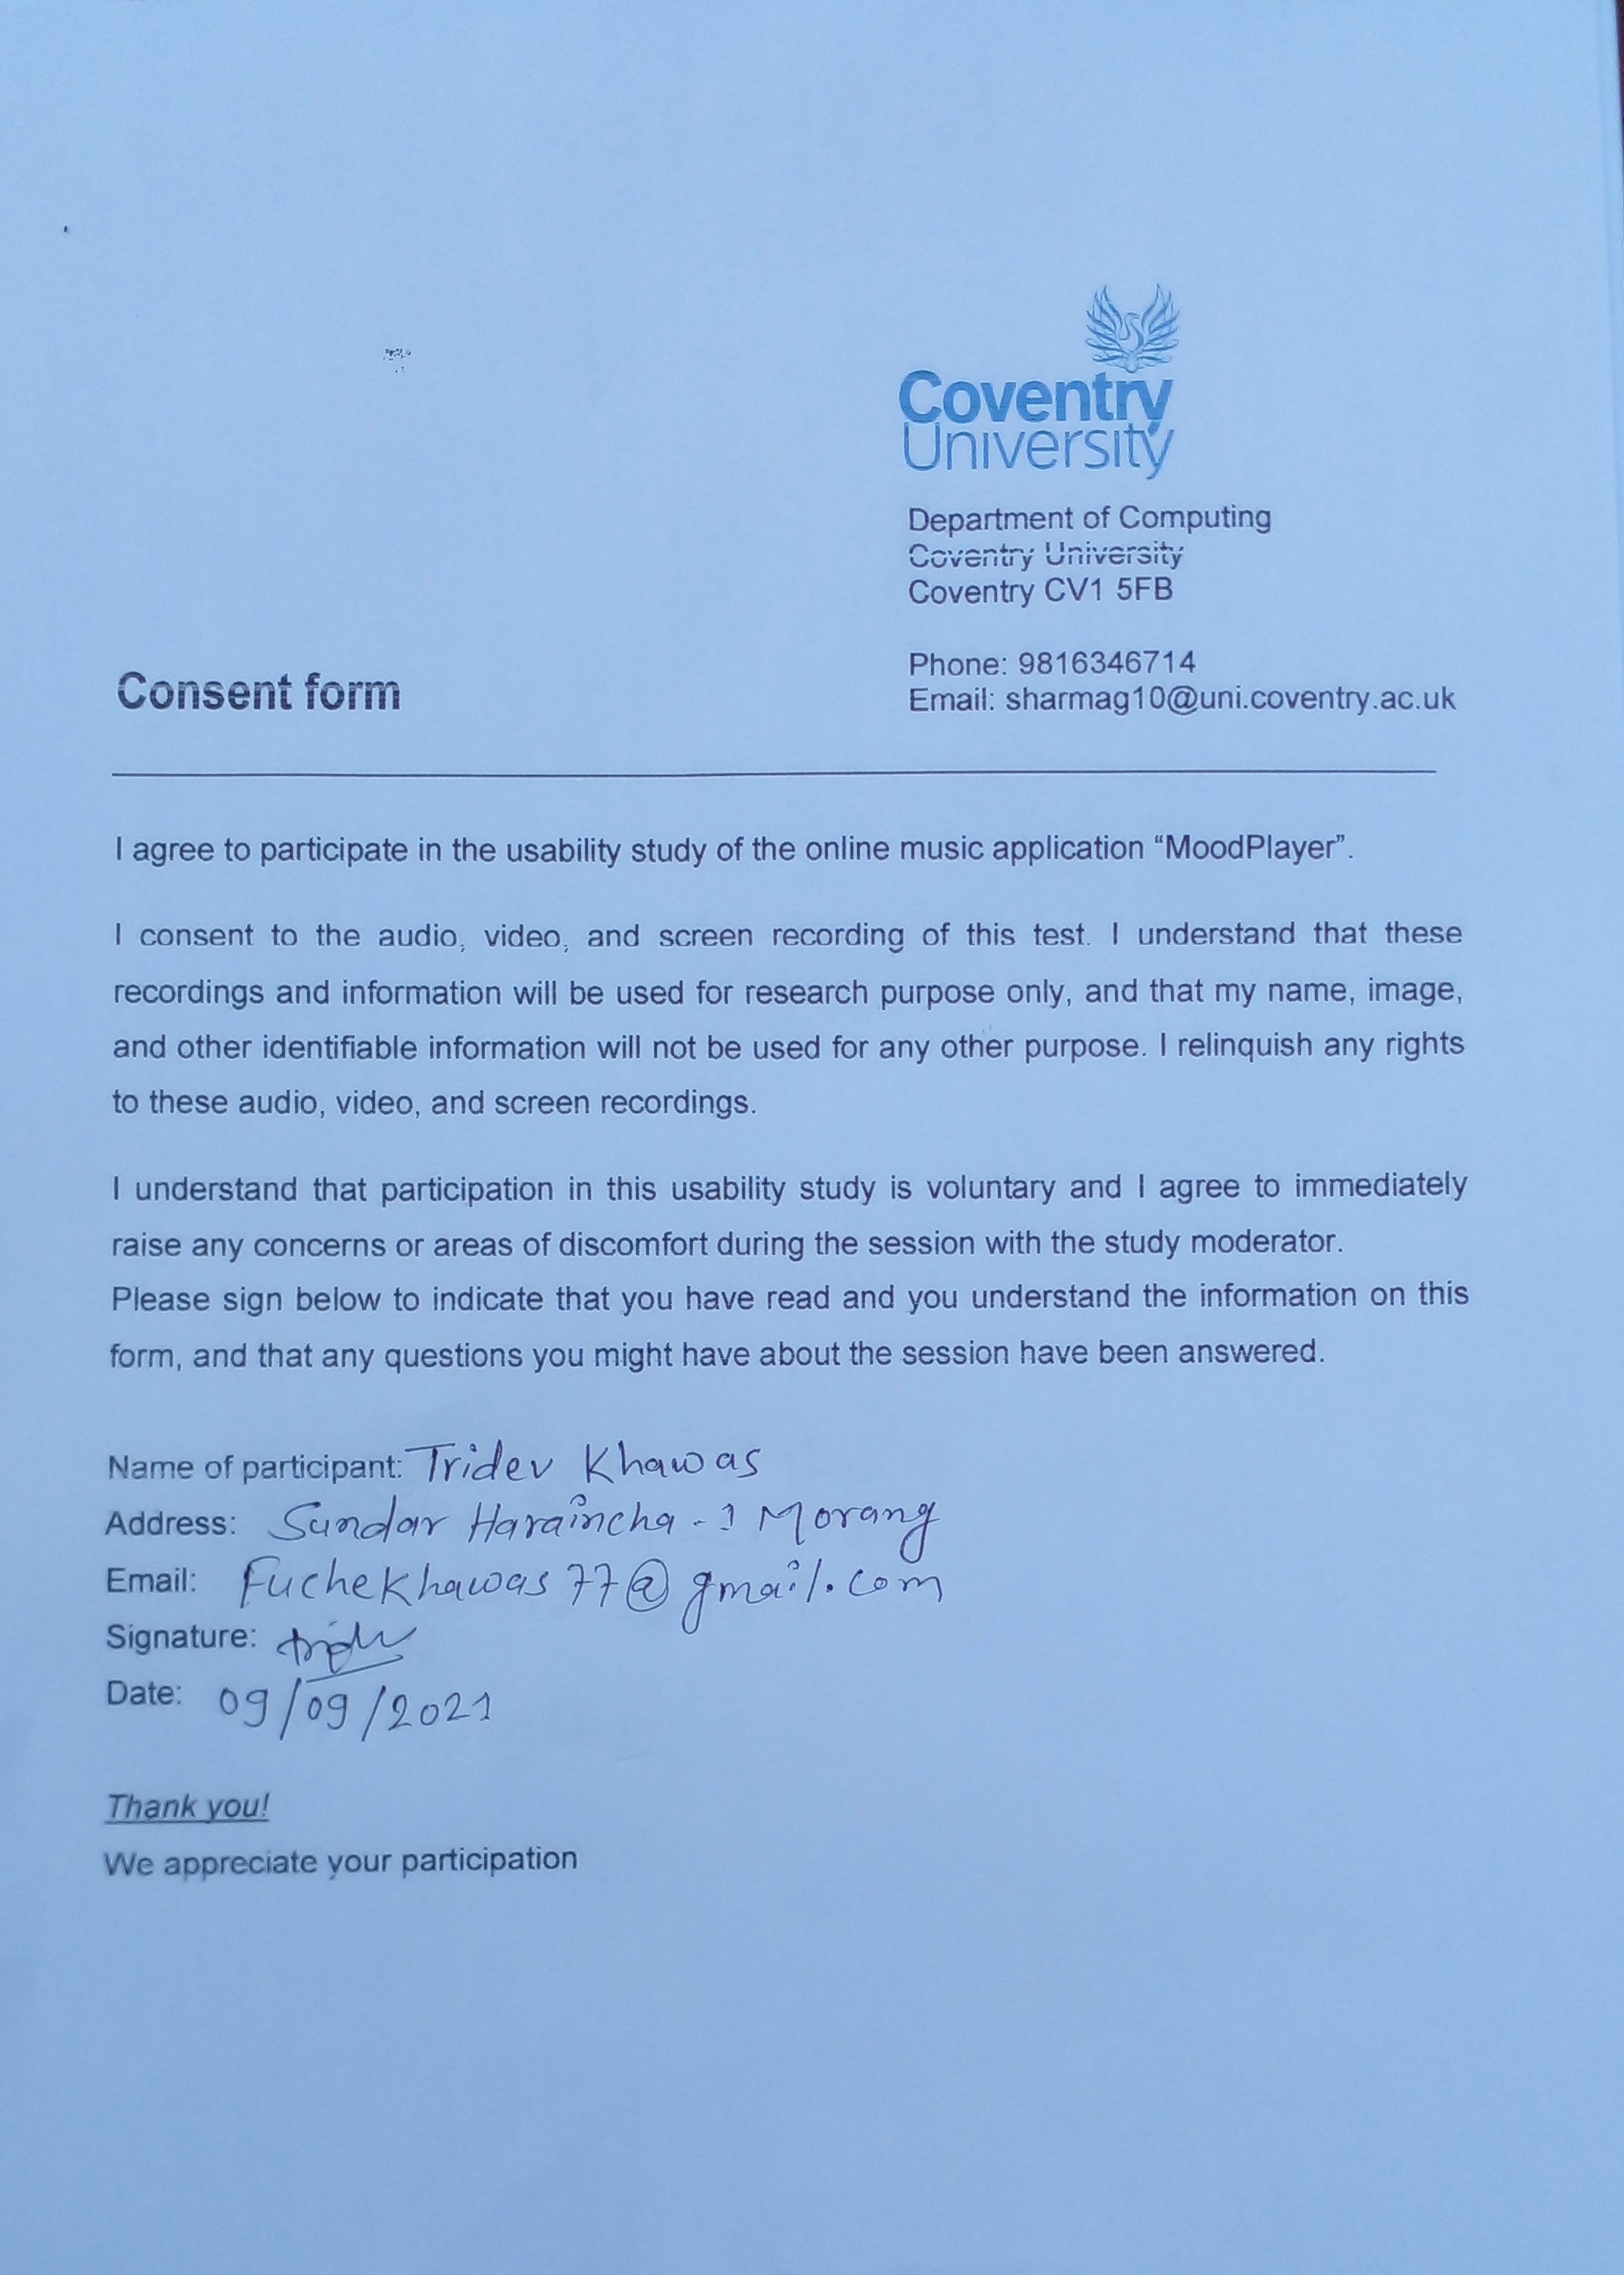 Coventry
University
Department of Computing
Coventry University
Coventry CV1 5FB
Phone: 9816346714
Email: sharmag10@uni.coventry.ac.uk
Consent form
I agree to participate in the usability study of the online music application “MoodPlayer”.
I consent to the audio, video, and screen recording of this test. I understand that these
recordings and information will be used for research purpose only, and that my name, image,
and other identifiable information will not be used for any other purpose. I relinquish any rights
to these audio, video, and screen recordings.
I understand that participation in this usability study is voluntary and I agree to immediately
raise any concerns or areas of discomfort during the session with the study moderator.
Please sign below to indicate that you have read and you understand the information on this
form, and that any questions you might have about the session have been answered.
Name of participant: Tridev Khawas
Address: Sundar Haraincha - 1 Morang
Email: Fuchekhawas77@gmail.com
Signature:
Date: 09/09/2021
Thank you!
We appreciate your participation